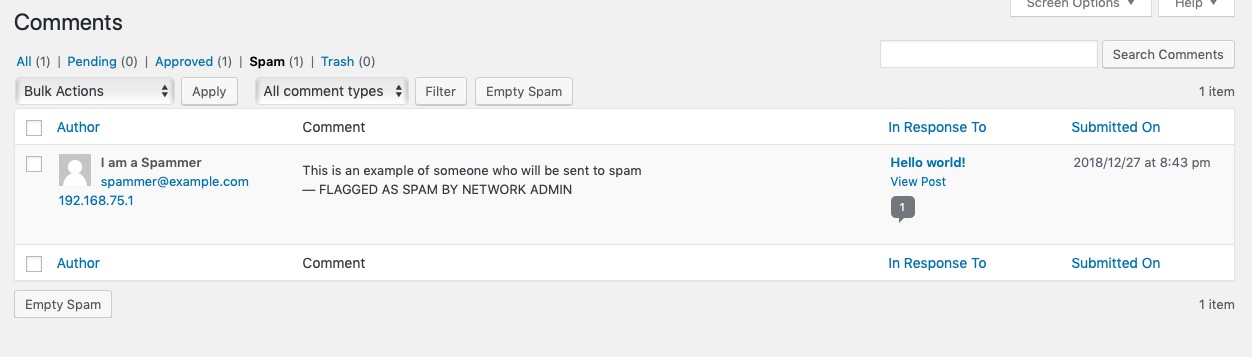 Comments
Screen Options ▼ Help ▼
All (1) | Pending (0) | Approved (1) | Spam (1) | Trash (0)
Search Comments
Bulk Actions Apply All comment types Filter Empty Spam 1 item
Author Comment In Response To Submitted On
I am a Spammer
spammer@example.com
192.168.75.1
This is an example of someone who will be sent to spam
— FLAGGED AS SPAM BY NETWORK ADMIN
Hello world!
View Post
1
2018/12/27 at 8:43 pm
Author Comment In Response To Submitted On
Empty Spam 1 item